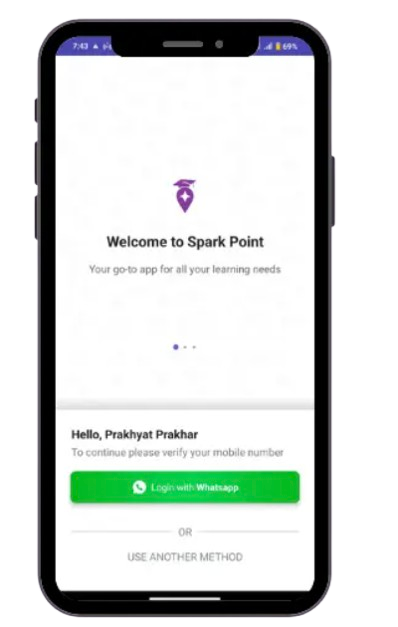 7:43
69%
Welcome to Spark Point
Your go-to app for all your learning needs
Hello, Prakhyat Prakhar
To continue please verify your mobile number
Login with Whatsapp
OR
USE ANOTHER METHOD